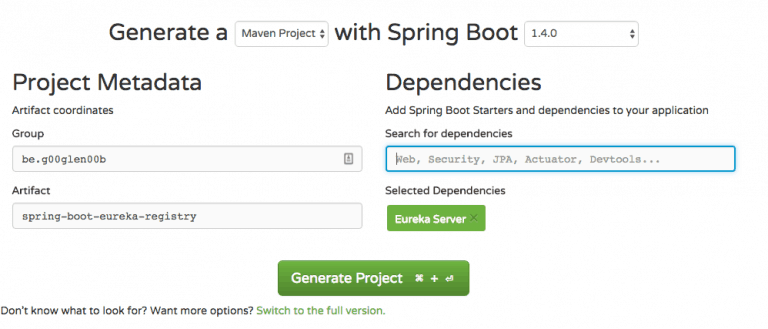 Generate a Maven Project with Spring Boot 1.4.0
Project Metadata
Artifact coordinates
Group
be.g00glen00b
Artifact
spring-boot-eureka-registry
Dependencies
Add Spring Boot Starters and dependencies to your application
Search for dependencies
Web, Security, JPA, Actuator, Devtools...
Selected Dependencies
Eureka Server ×
Generate Project ⌘ + ⏎
Don't know what to look for? Want more options? Switch to the full version.